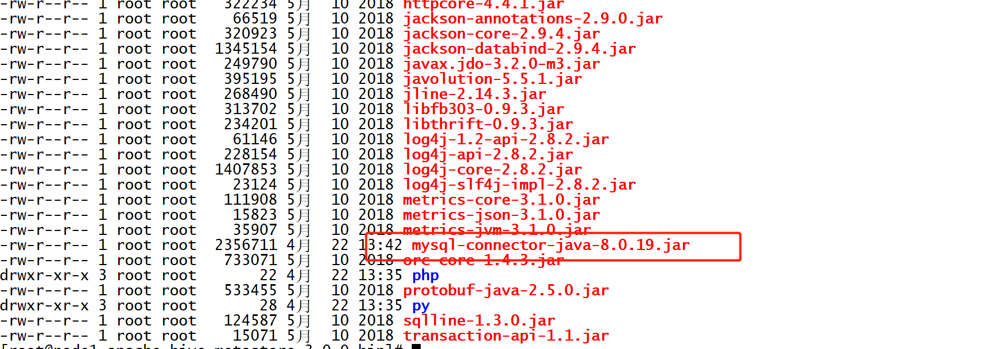 -rw-r--r-- 1 root root 322234 5月 10 2018 httpcore-4.4.1.jar
-rw-r--r-- 1 root root 66519 5月 10 2018 jackson-annotations-2.9.0.jar
-rw-r--r-- 1 root root 320923 5月 10 2018 jackson-core-2.9.4.jar
-rw-r--r-- 1 root root 1345154 5月 10 2018 jackson-databind-2.9.4.jar
-rw-r--r-- 1 root root 249790 5月 10 2018 javax.jdo-3.2.0-m3.jar
-rw-r--r-- 1 root root 395195 5月 10 2018 javolution-5.5.1.jar
-rw-r--r-- 1 root root 268490 5月 10 2018 jline-2.14.3.jar
-rw-r--r-- 1 root root 313702 5月 10 2018 libfb303-0.9.3.jar
-rw-r--r-- 1 root root 234201 5月 10 2018 libthrift-0.9.3.jar
-rw-r--r-- 1 root root 61146 5月 10 2018 log4j-1.2-api-2.8.2.jar
-rw-r--r-- 1 root root 228154 5月 10 2018 log4j-api-2.8.2.jar
-rw-r--r-- 1 root root 1407853 5月 10 2018 log4j-core-2.8.2.jar
-rw-r--r-- 1 root root 23124 5月 10 2018 log4j-slf4j-impl-2.8.2.jar
-rw-r--r-- 1 root root 111908 5月 10 2018 metrics-core-3.1.0.jar
-rw-r--r-- 1 root root 15823 5月 10 2018 metrics-json-3.1.0.jar
-rw-r--r-- 1 root root 35907 5月 10 2018 metrics-jvm-3.1.0.jar
-rw-r--r-- 1 root root 2356711 4月 22 13:42 mysql-connector-java-8.0.19.jar
-rw-r--r-- 1 root root 733071 5月 10 2018 orc-core-1.4.3.jar
drwxr-xr-x 3 root root 22 4月 22 13:35 php
-rw-r--r-- 1 root root 533455 5月 10 2018 protobuf-java-2.5.0.jar
drwxr-xr-x 3 root root 28 4月 22 13:35 py
-rw-r--r-- 1 root root 124587 5月 10 2018 sqlline-1.3.0.jar
-rw-r--r-- 1 root root 15071 5月 10 2018 transaction-api-1.1.jar
[root@node1 apache-hive-metastore-3.0.0-bin]#